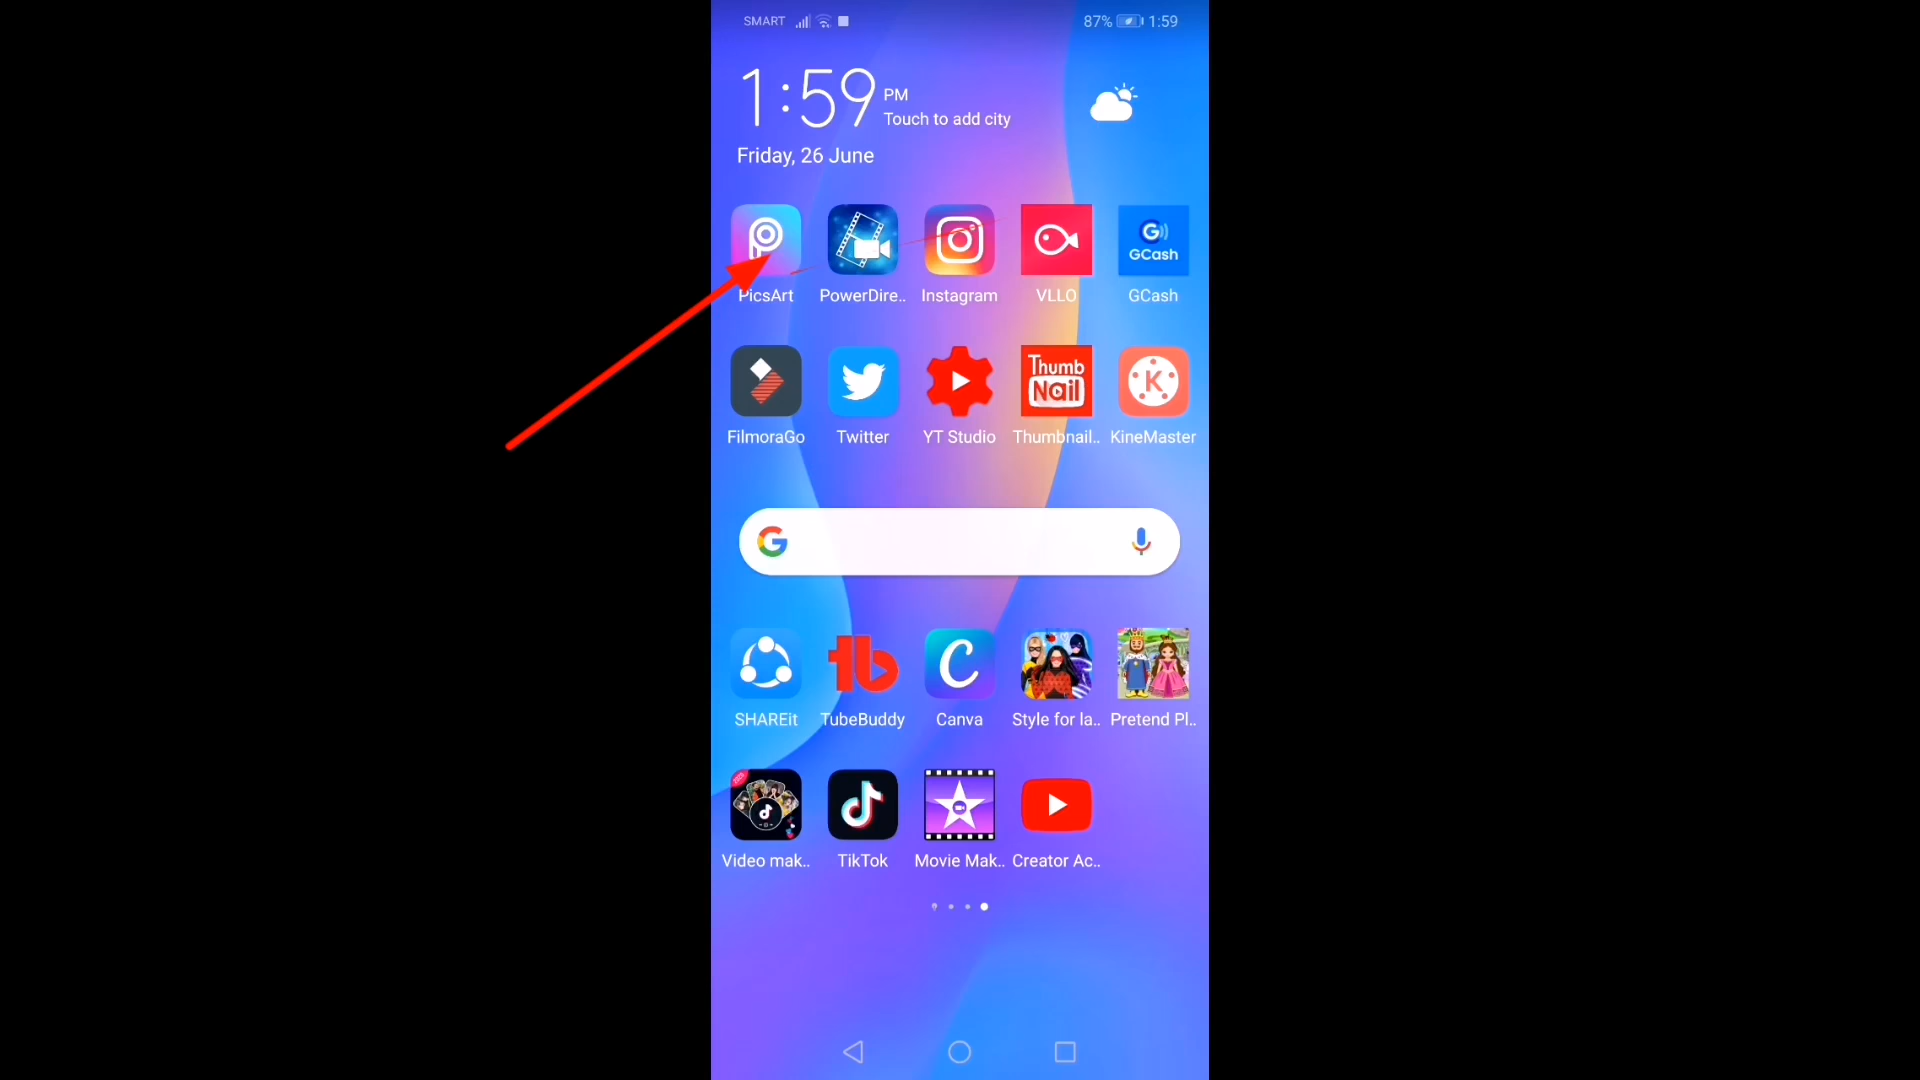 SMART
87% 1:59
1:59 PM
Touch to add city
Friday, 26 June
G
GCash
PicsArt PowerDire.. Instagram VLLO GCash
Thumb
Nail
K
FilmoraGo Twitter YT Studio Thumbnail.. KineMaster
G
tb
C
SHAREit TubeBuddy Canva Style for la.. Pretend Pl..
Video mak.. TikTok Movie Mak.. Creator Ac..